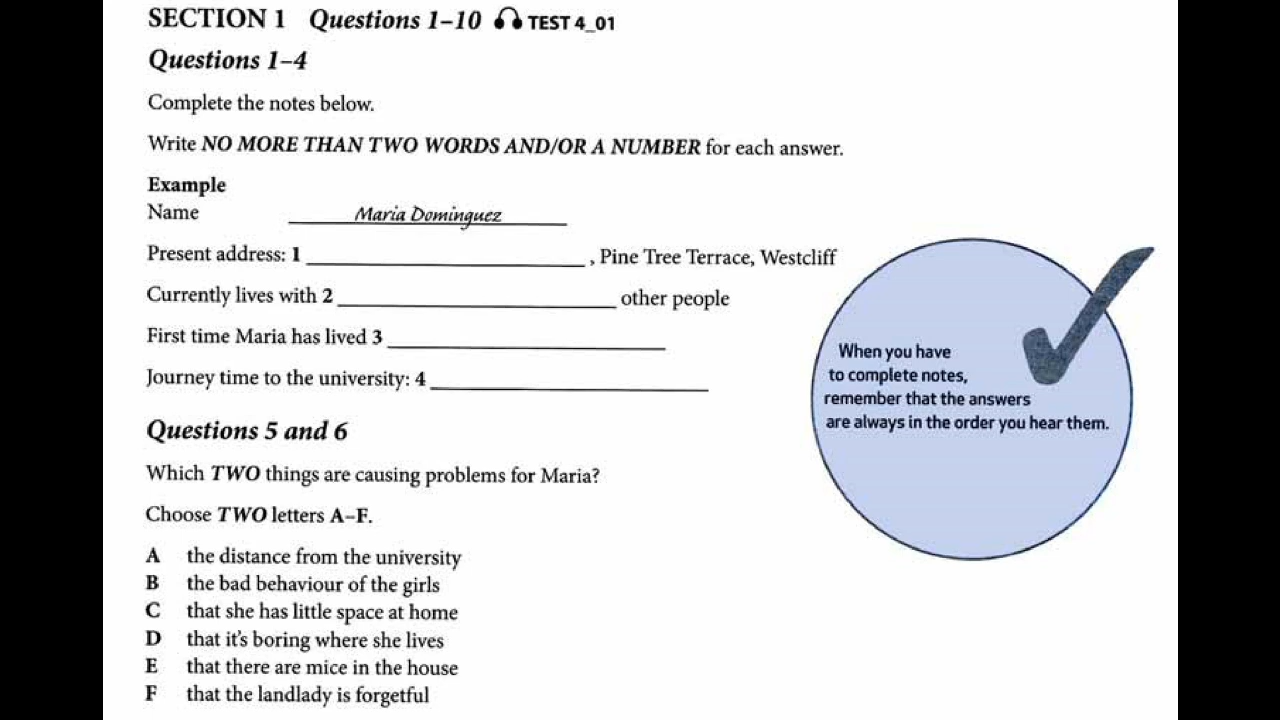 SECTION 1 Questions 1–10 TEST 4_01
Questions 1–4
Complete the notes below.
Write NO MORE THAN TWO WORDS AND/OR A NUMBER for each answer.
Example
Name Maria Dominguez
Present address: 1 , Pine Tree Terrace, Westcliff
Currently lives with 2 other people
First time Maria has lived 3
Journey time to the university: 4
When you have
to complete notes,
remember that the answers
are always in the order you hear them.
Questions 5 and 6
Which TWO things are causing problems for Maria?
Choose TWO letters A–F.
A the distance from the university
B the bad behaviour of the girls
C that she has little space at home
D that it's boring where she lives
E that there are mice in the house
F that the landlady is forgetful